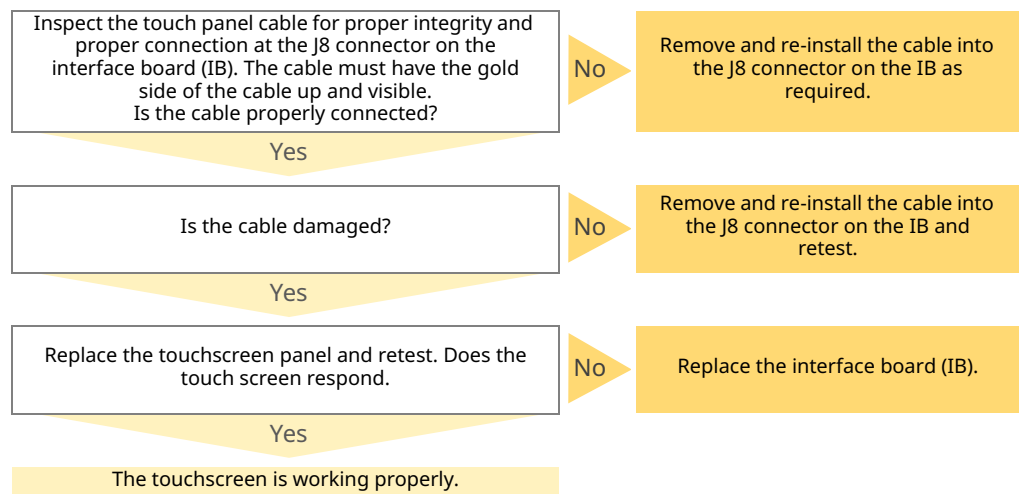 Inspect the touch panel cable for proper integrity and
proper connection at the J8 connector on the
interface board (IB). The cable must have the gold
side of the cable up and visible.
Is the cable properly connected?
No
Remove and re-install the cable into
the J8 connector on the IB as
required.
Yes
Is the cable damaged?
No
Remove and re-install the cable into
the J8 connector on the IB and
retest.
Yes
Replace the touchscreen panel and retest. Does the
touch screen respond.
No
Replace the interface board (IB).
Yes
The touchscreen is working properly.